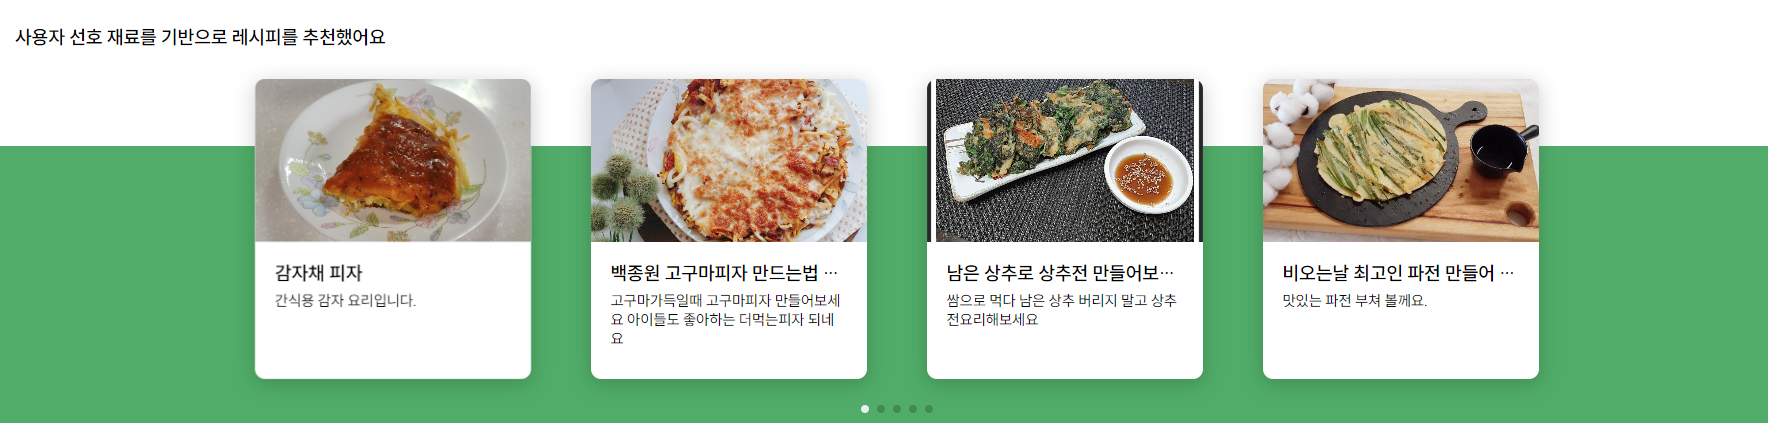 사용자 선호 재료를 기반으로 레시피를 추천했어요
감자채 피자
간식용 감자 요리입니다.
백종원 고구마피자 만드는법 ···
고구마가득일때 고구마피자 만들어보세
요 아이들도 좋아하는 더먹는피자 되네
요
남은 상추로 상추전 만들어보···
쌈으로 먹다 남은 상추 버리지 말고 상추
전요리해보세요
비오는날 최고인 파전 만들어 ···
맛있는 파전 부쳐 볼께요.